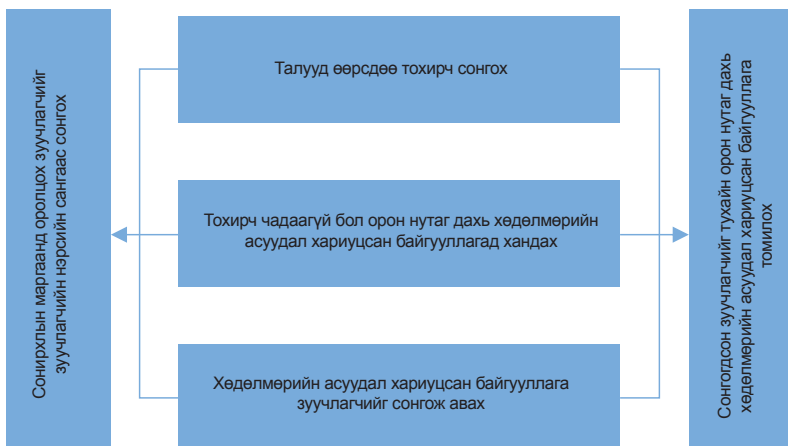 Сонирхлын маргаанд оролцох зуучлагчийг
зуучлагчийн нэрсийн сангаас сонгох
Талууд өөрсдөө тохирч сонгох
Тохирч чадаагүй бол орон нутаг дахь хөдөлмөрийн
асуудал хариуцсан байгууллагад хандах
Хөдөлмөрийн асуудал хариуцсан байгууллага
зуучлагчийг сонгож авах
Сонгогдсон зуучлагчийг тухайн орон нутаг дахь
хөдөлмөрийн асуудал хариуцсан байгууллага
томилох